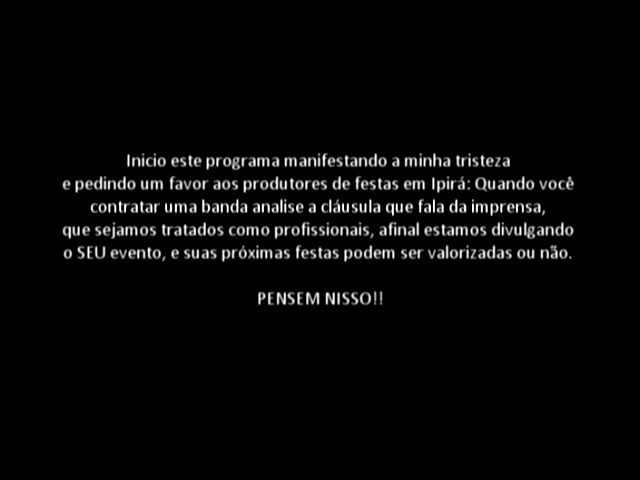 Inicio este programa manifestando a minha tristeza
e pedindo um favor aos produtores de festas em Ipirá: Quando você
contratar uma banda analise a cláusula que fala da imprensa,
que sejamos tratados como profissionais, afinal estamos divulgando
o SEU evento, e suas próximas festas podem ser valorizadas ou não.
PENSEM NISSO!!